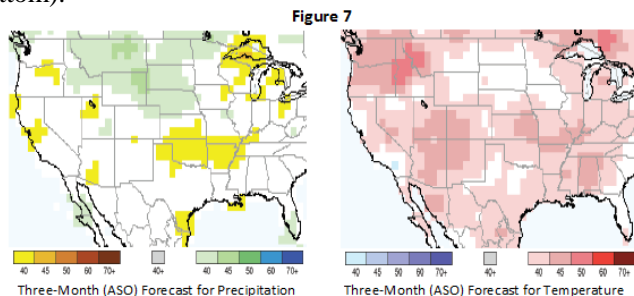 ttom).
Figure 7
40 45 50 60 70+ 40+ 40 45 50 60 70+
40 45 50 60 70+ 40+ 40 45 50 60 70+
Three-Month (ASO) Forecast for Precipitation
Three-Month (ASO) Forecast for Temperature